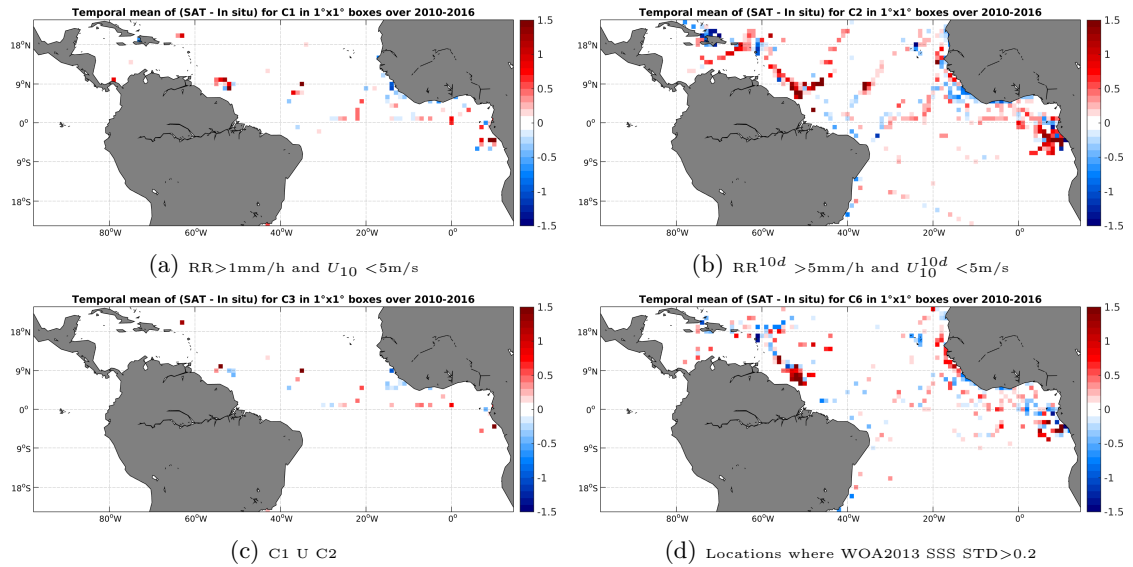 Temporal mean of (SAT - In situ) for C1 in 1°x1° boxes over 2010-2016
18°N
9°N
0°
9°S
18°S
80°W 60°W 40°W 20°W 0°
1.5
1
0.5
0
-0.5
-1
-1.5
(a) RR>1mm/h and U10 <5m/s
Temporal mean of (SAT - In situ) for C2 in 1°x1° boxes over 2010-2016
18°N
9°N
0°
9°S
18°S
80°W 60°W 40°W 20°W 0°
1.5
1
0.5
0
-0.5
-1
-1.5
(b) RR10d >5mm/h and U10d10 <5m/s
Temporal mean of (SAT - In situ) for C3 in 1°x1° boxes over 2010-2016
18°N
9°N
0°
9°S
18°S
80°W 60°W 40°W 20°W 0°
1.5
1
0.5
0
-0.5
-1
-1.5
(c) C1 U C2
Temporal mean of (SAT - In situ) for C6 in 1°x1° boxes over 2010-2016
18°N
9°N
0°
9°S
18°S
80°W 60°W 40°W 20°W 0°
1.5
1
0.5
0
-0.5
-1
-1.5
(d) Locations where WOA2013 SSS STD>0.2